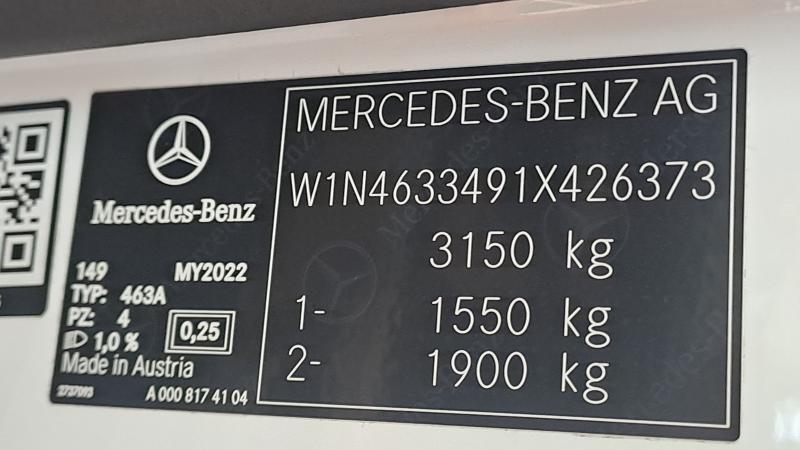 Mercedes-Benz
149 MY2022
TYP: 463A
PZ: 4
1,0 % 0,25
Made in Austria
2737093 A 000 817 41 04
MERCEDES-BENZ AG
W1N4633491X426373
3150 kg
1- 1550 kg
2- 1900 kg